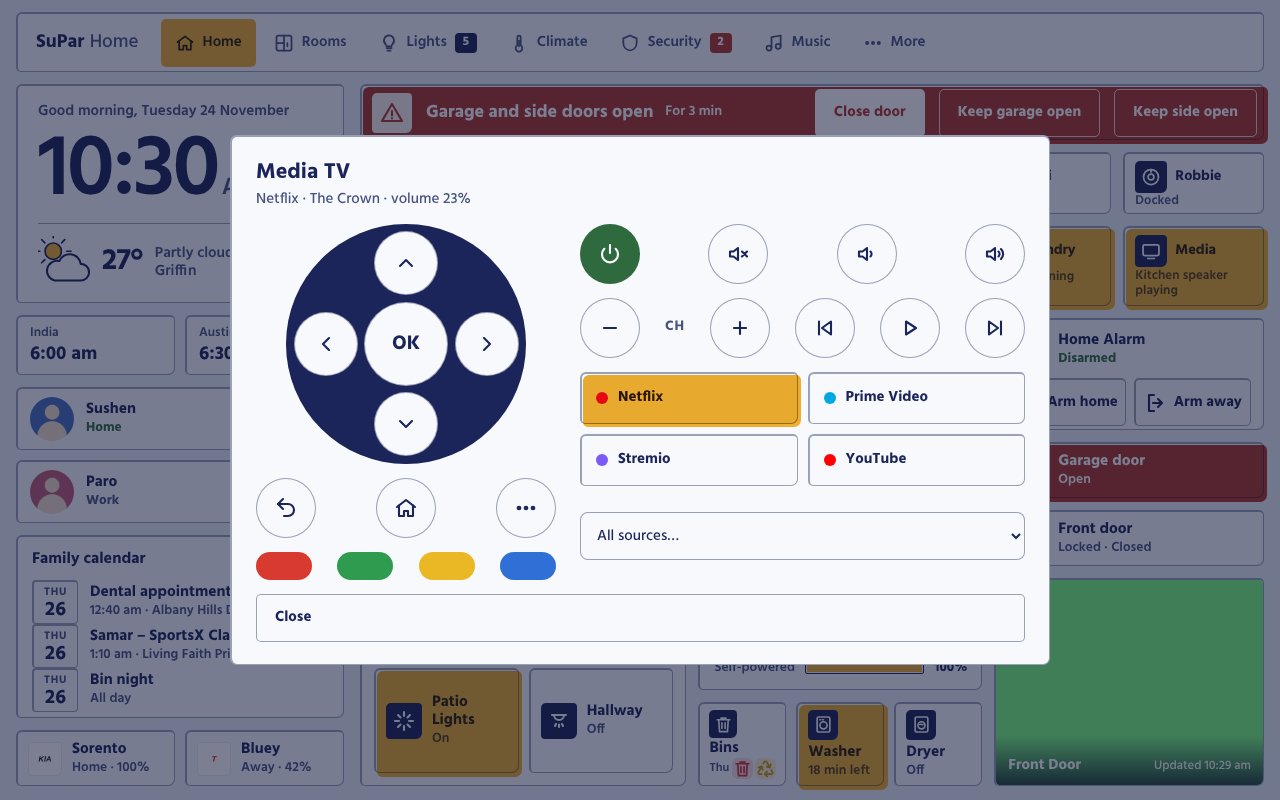 SuPar Home
Home
Rooms
Lights 5
Climate
Security 2
Music
More
Good morning, Tuesday 24 November
10:30
27°
Partly
Griffin
India
6:00 am
Sushen
Home
Paro
Work
Family calendar
THU
26
Dental appointment
12:40 am · Albany Hills
THU
26
Samar – SportsX
1:10 am · Living Faith
THU
26
Bin night
All day
Sorento
Home · 100%
KIA
Bluey
Away · 42%
T
Garage and side doors open
For 3 min
Close door
Keep garage open
Keep side open
Robbie
Docked
Media
Kitchen speaker
playing
Home Alarm
Disarmed
Arm home
Arm away
Garage door
Open
Front door
Locked · Closed
Media TV
Netflix · The Crown · volume 23%
OK
CH
Netflix
Prime Video
Stremio
YouTube
All sources...
Close
Patio
Lights
On
Hallway
Off
Self-powered
100%
Bins
Thu
Washer
18 min left
Dryer
Off
Front Door
Updated 10:29 am